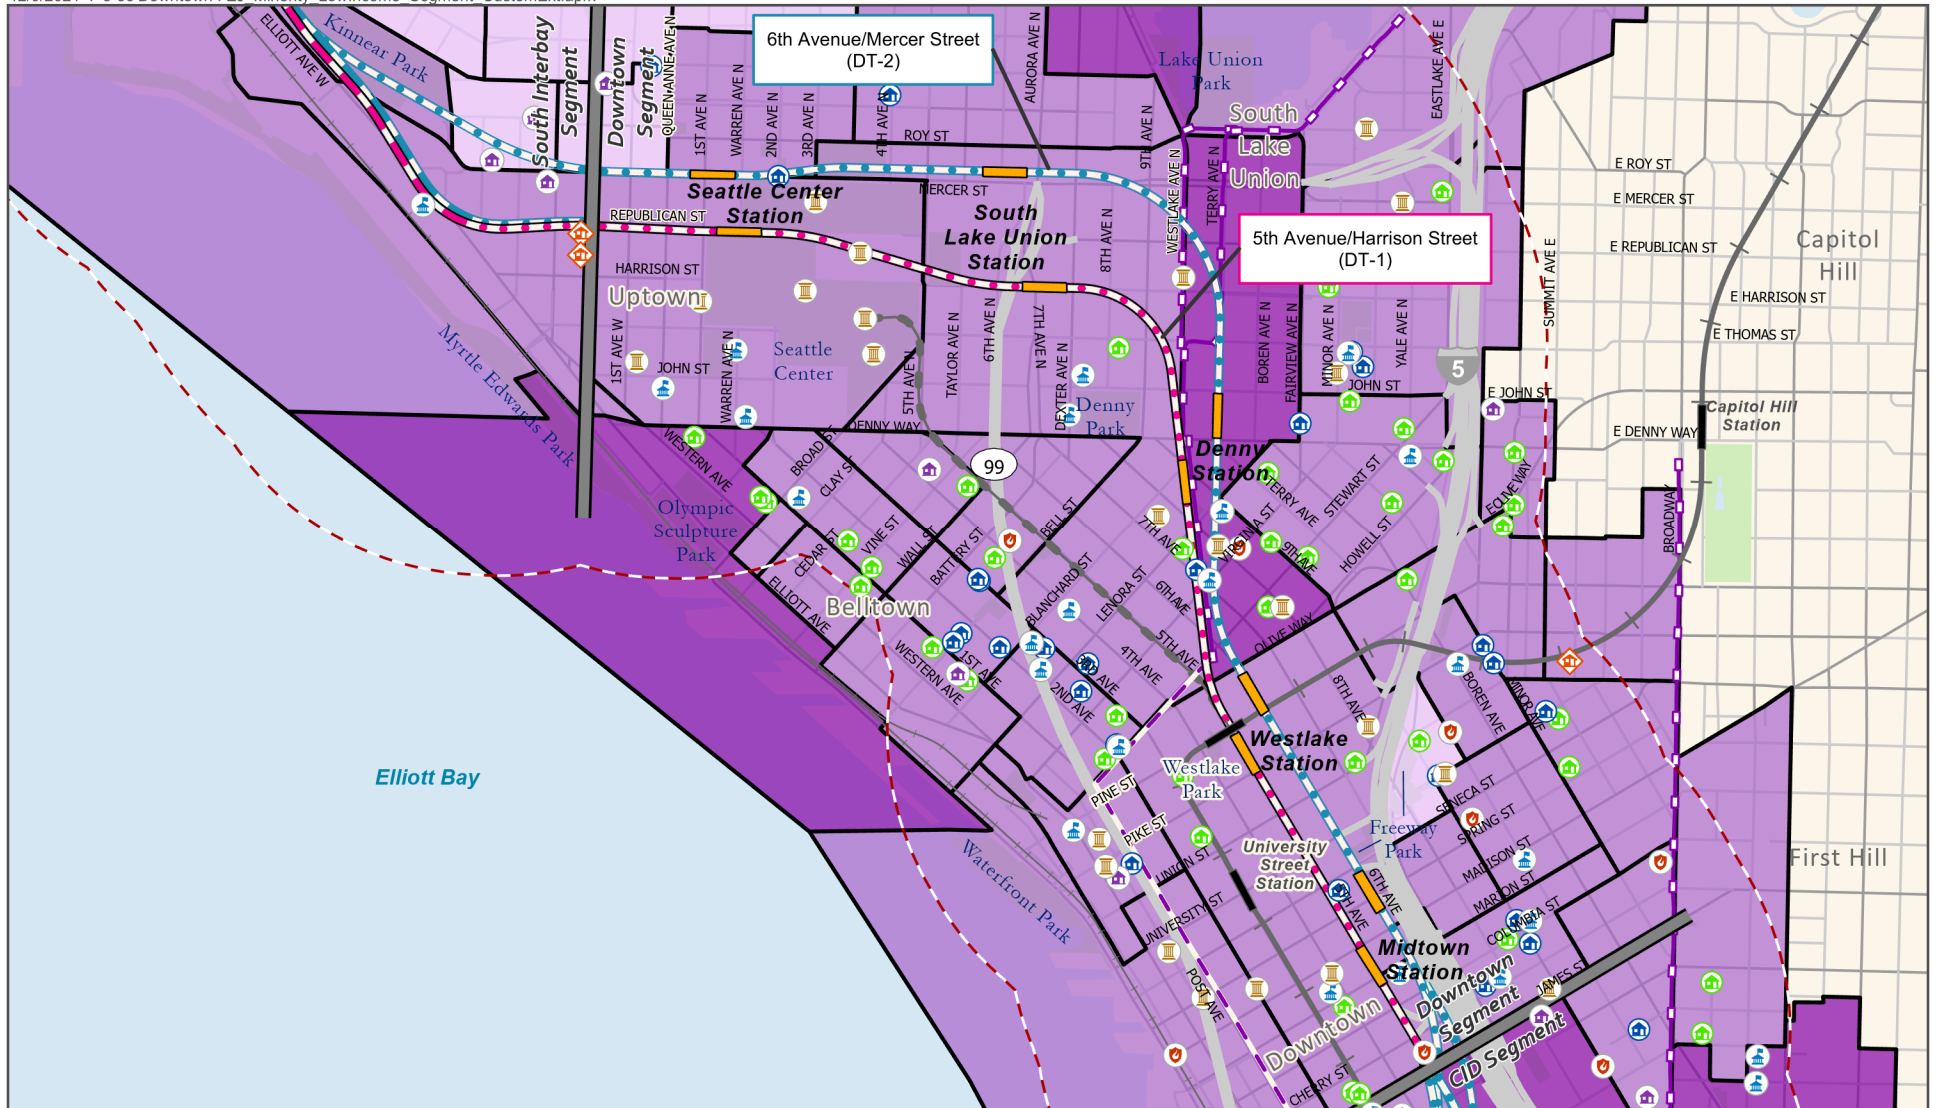 Kinnear Park
ELLIOTT AVE W
South Interbay
Segment
Downtown
Segment
QUEEN ANNE AVE N
6th Avenue/Mercer Street
(DT-2)
AURORA AVE N
Lake Union
Park
EASTLAKE AVE E
South
Lake
Union
1ST AVE N
WARREN AVE N
2ND AVE N
3RD AVE N
4TH AVE N
ROY ST
9TH AVE N
WESTLAKE AVE N
TERRY AVE N
E ROY ST
E MERCER ST
E REPUBLICAN ST
Capitol
Hill
E HARRISON ST
E THOMAS ST
SUMMIT AVE E
Seattle Center
Station
MERCER ST
REPUBLICAN ST
South
Lake Union
Station
8TH AVE N
5th Avenue/Harrison Street
(DT-1)
HARRISON ST
Uptown
Seattle
Center
1ST AVE W
JOHN ST
WARREN AVE N
5TH AVE N
TAYLOR AVE N
6TH AVE N
7TH AVE N
DEXTER AVE N
Denny
Park
BOREN AVE N
FAIRVIEW AVE N
MINOR AVE N
YALE AVE N
JOHN ST
5
E JOHN ST
Capitol Hill
Station
E DENNY WAY
Myrtle Edwards Park
DENNY WAY
Denny
Station
99
WESTERN AVE
BROAD ST
CLAY ST
Olympic
Sculpture
Park
CEDAR ST
VINE ST
WALL ST
BATTERY ST
BELL ST
7TH AVE
VIRGINIA ST
TERRY AVE
STEWART ST
9TH AVE
HOWELL ST
E OLIVE WAY
BROADWAY
ELLIOTT AVE
Belltown
BLANCHARD ST
LENORA ST
6TH AVE
5TH AVE
4TH AVE
3RD AVE
2ND AVE
1ST AVE
WESTERN AVE
OLIVE WAY
8TH AVE
BOREN AVE
MINOR AVE
Elliott Bay
Westlake
Station
Westlake
Park
PINE ST
PIKE ST
UNION ST
UNIVERSITY ST
University
Street
Station
Freeway
Park
SENECA ST
SPRING ST
MADISON ST
MARION ST
COLUMBIA ST
JAMES ST
First Hill
Waterfront Park
5TH AVE
6TH AVE
Midtown
Station
POST AVE
Downtown
CHERRY ST
Downtown
Segment
CID Segment